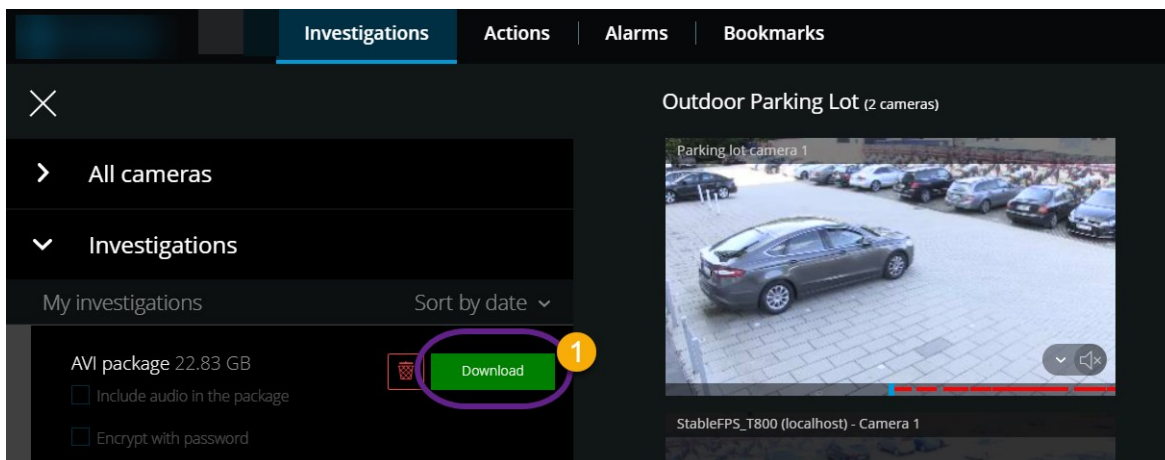 Investigations Actions Alarms Bookmarks
Outdoor Parking Lot (2 cameras)
All cameras
Investigations
My investigations Sort by date
AVI package 22.83 GB
Download
1
Include audio in the package
Encrypt with password
Parking lot camera 1
StableFPS_T800 (localhost) - Camera 1